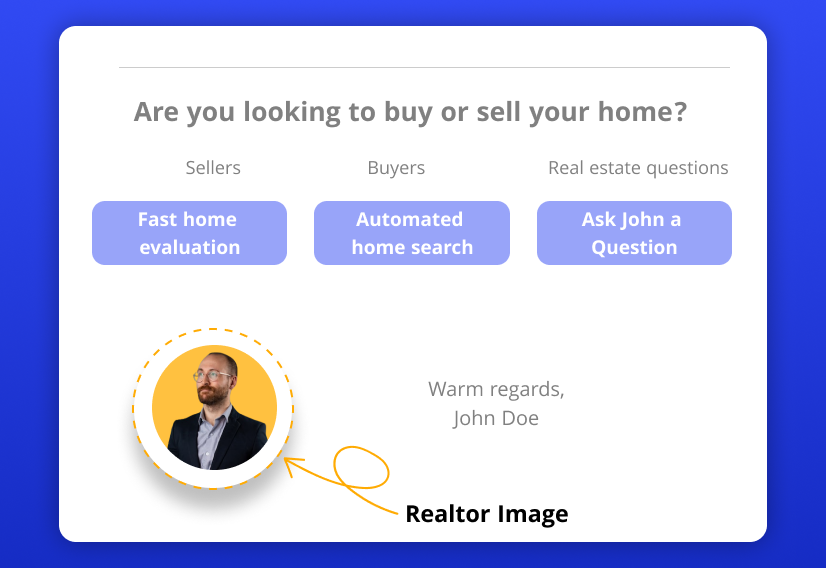 Are you looking to buy or sell your home?
Sellers
Buyers
Real estate questions
Fast home
evaluation
Automated
home search
Ask John a
Question
Warm regards,
John Doe
Realtor Image